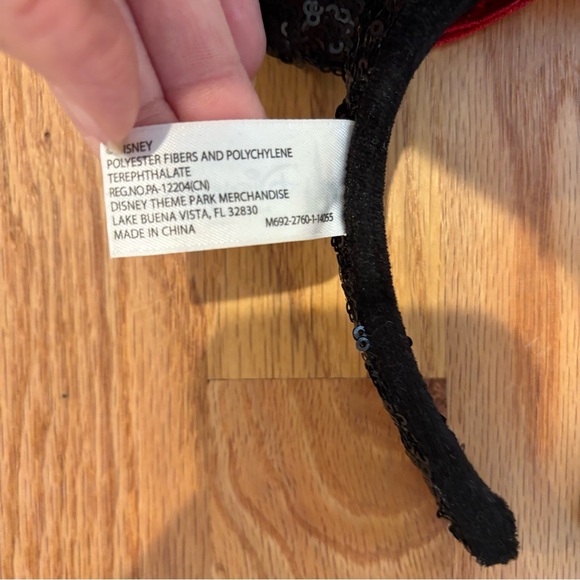 DISNEY
POLYESTER FIBERS AND POLYCHYLENE
TEREPHTHALATE
REG.NO.PA-12204(CN)
DISNEY THEME PARK MERCHANDISE
LAKE BUENA VISTA, FL 32830
MADE IN CHINA M692-2760-1-14055